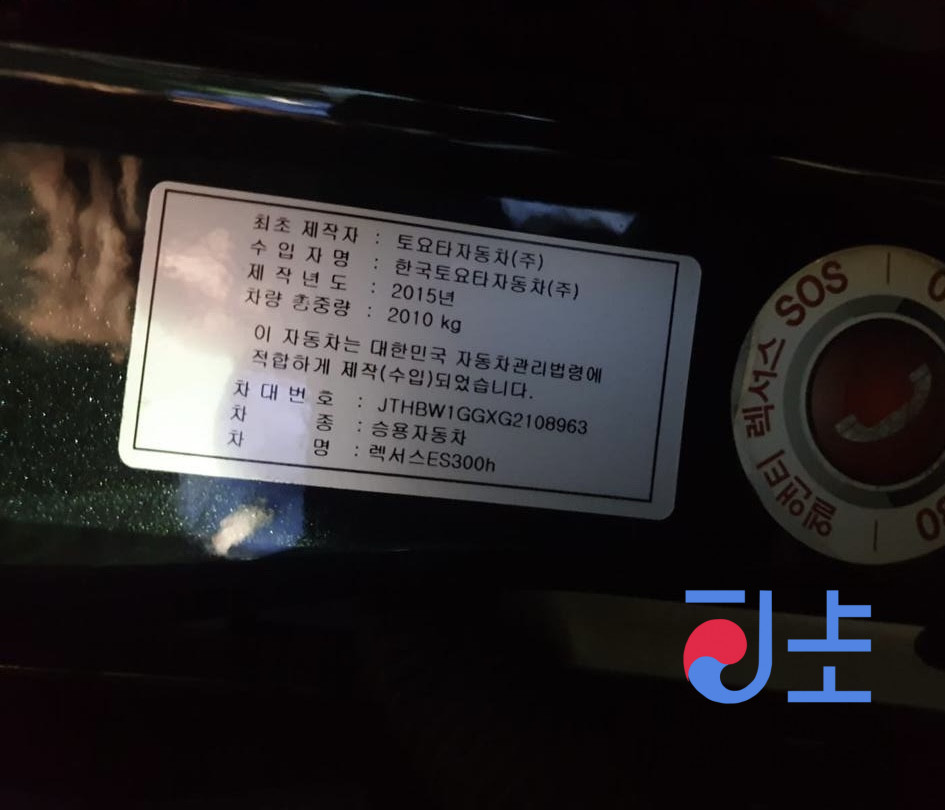 최초 제작자 : 토요타자동차(주)
수 입 자 명 : 한국토요타자동차(주)
제 작 년 도 : 2015년
차량 총중량 : 2010 kg
이 자동차는 대한민국 자동차관리법령에
적합하게 제작(수입)되었습니다.
차 대 번 호 : JTHBW1GGXG2108963
차 종 : 승용자동차
차 명 : 렉서스ES300h
엘앤티 렉서스 SOS